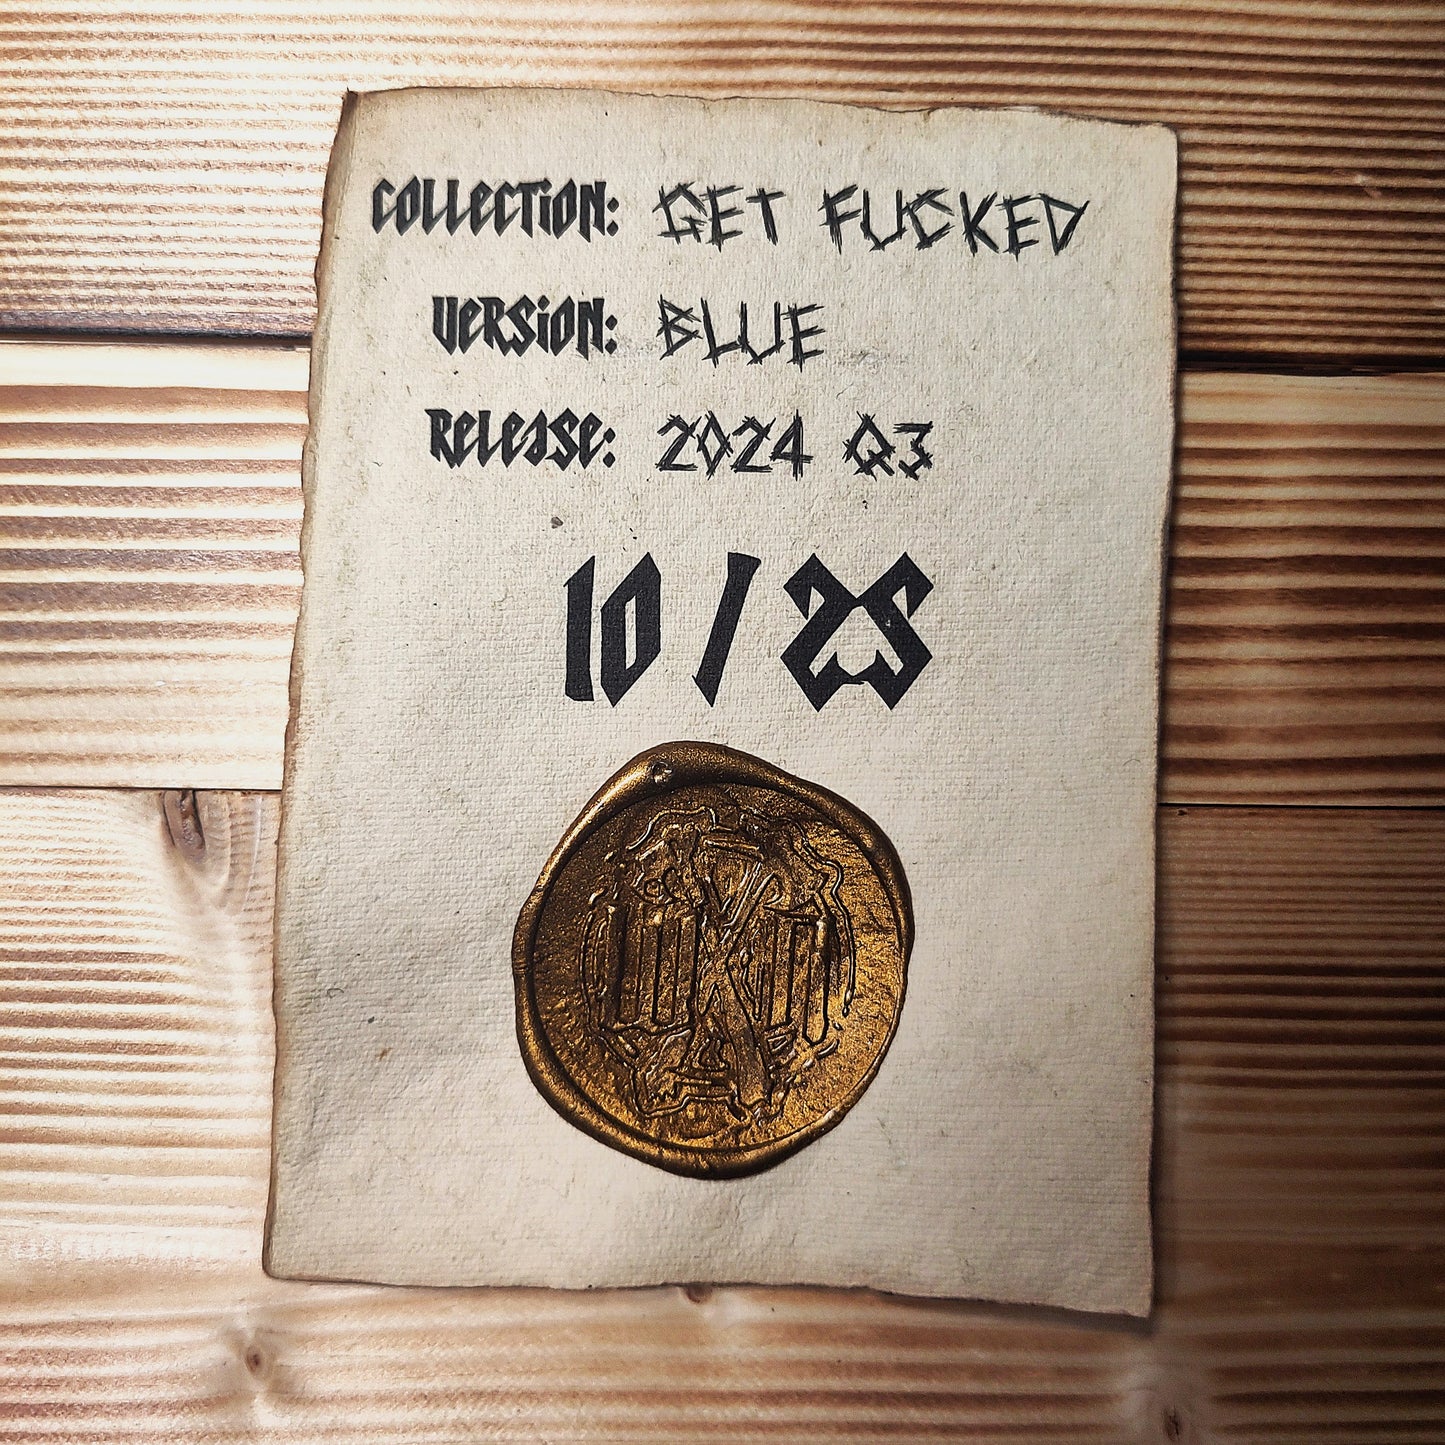 COLLECTION: GET FUCKED
VERSION: BLUE
RELEASE: 2024 Q3
10 / 25